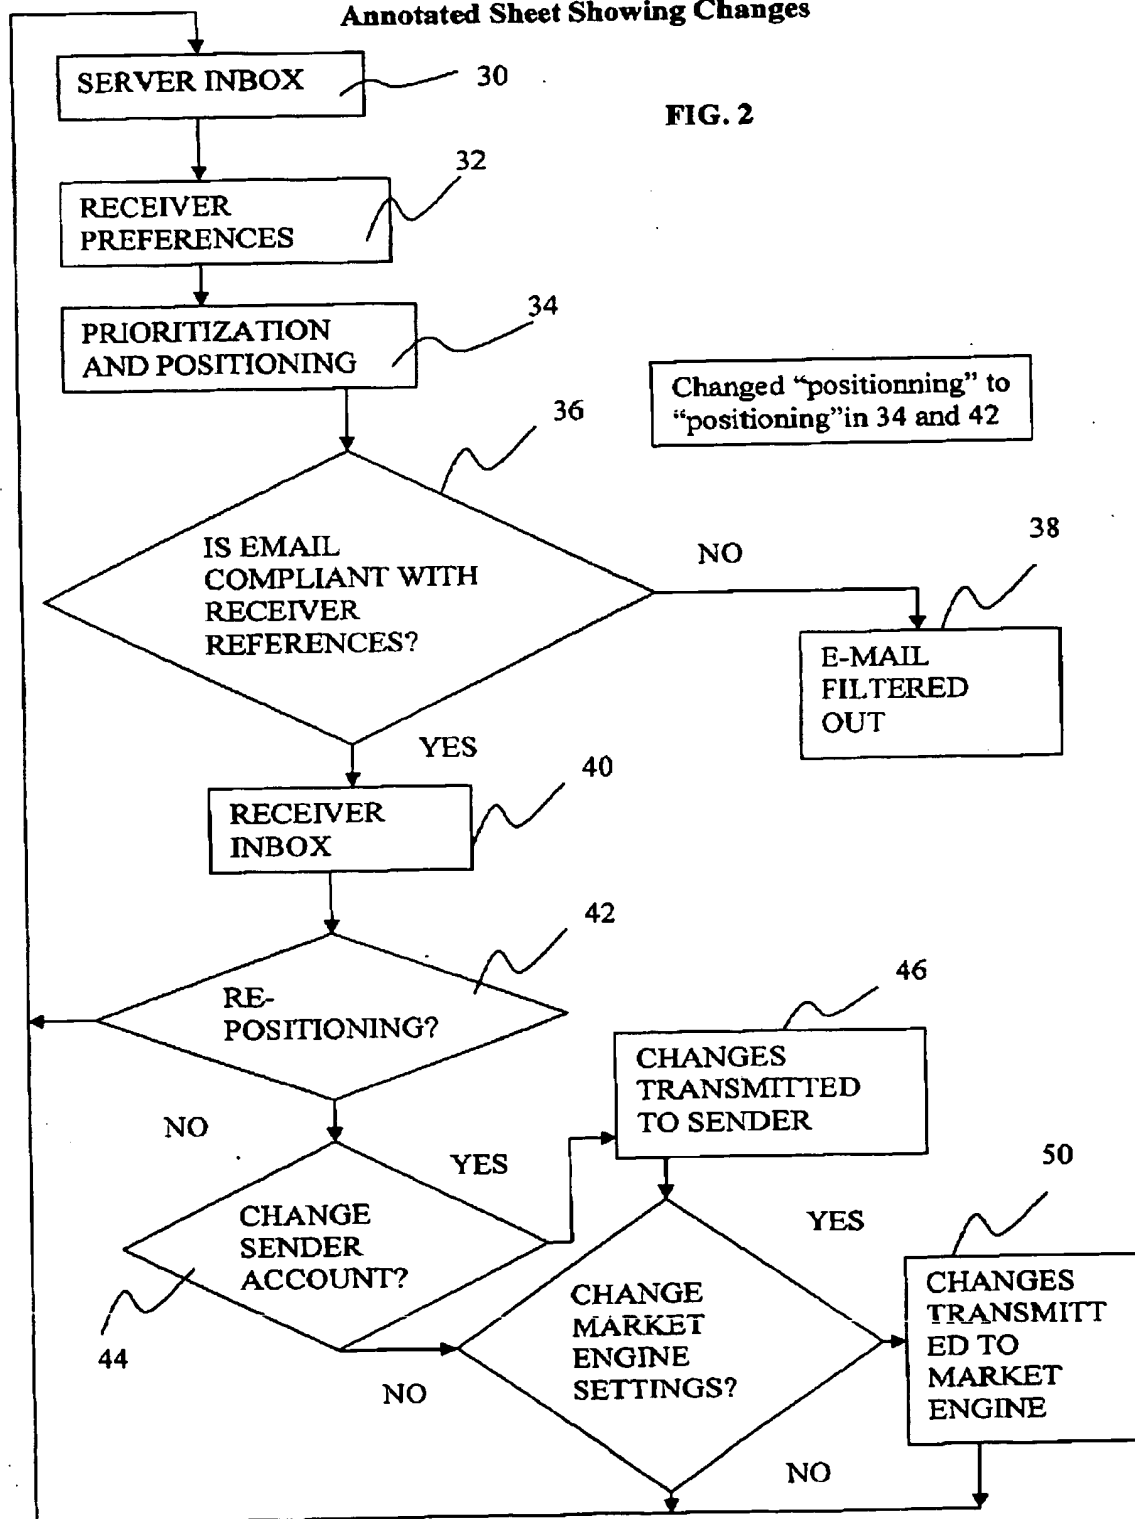 Annotated Sheet Showing Changes
SERVER INBOX
30
FIG. 2
32
RECEIVER
PREFERENCES
34
PRIORITIZATION
AND POSITIONING
Changed “positionning” to
“positioning”in 34 and 42
36
IS EMAIL
COMPLIANT WITH
RECEIVER
REFERENCES?
NO
38
E-MAIL
FILTERED
OUT
YES
40
RECEIVER
INBOX
42
RE-
POSITIONING?
46
CHANGES
TRANSMITTED
TO SENDER
NO
YES
50
CHANGE
SENDER
ACCOUNT?
44
YES
CHANGE
MARKET
ENGINE
SETTINGS?
CHANGES
TRANSMITT
ED TO
MARKET
ENGINE
NO
NO